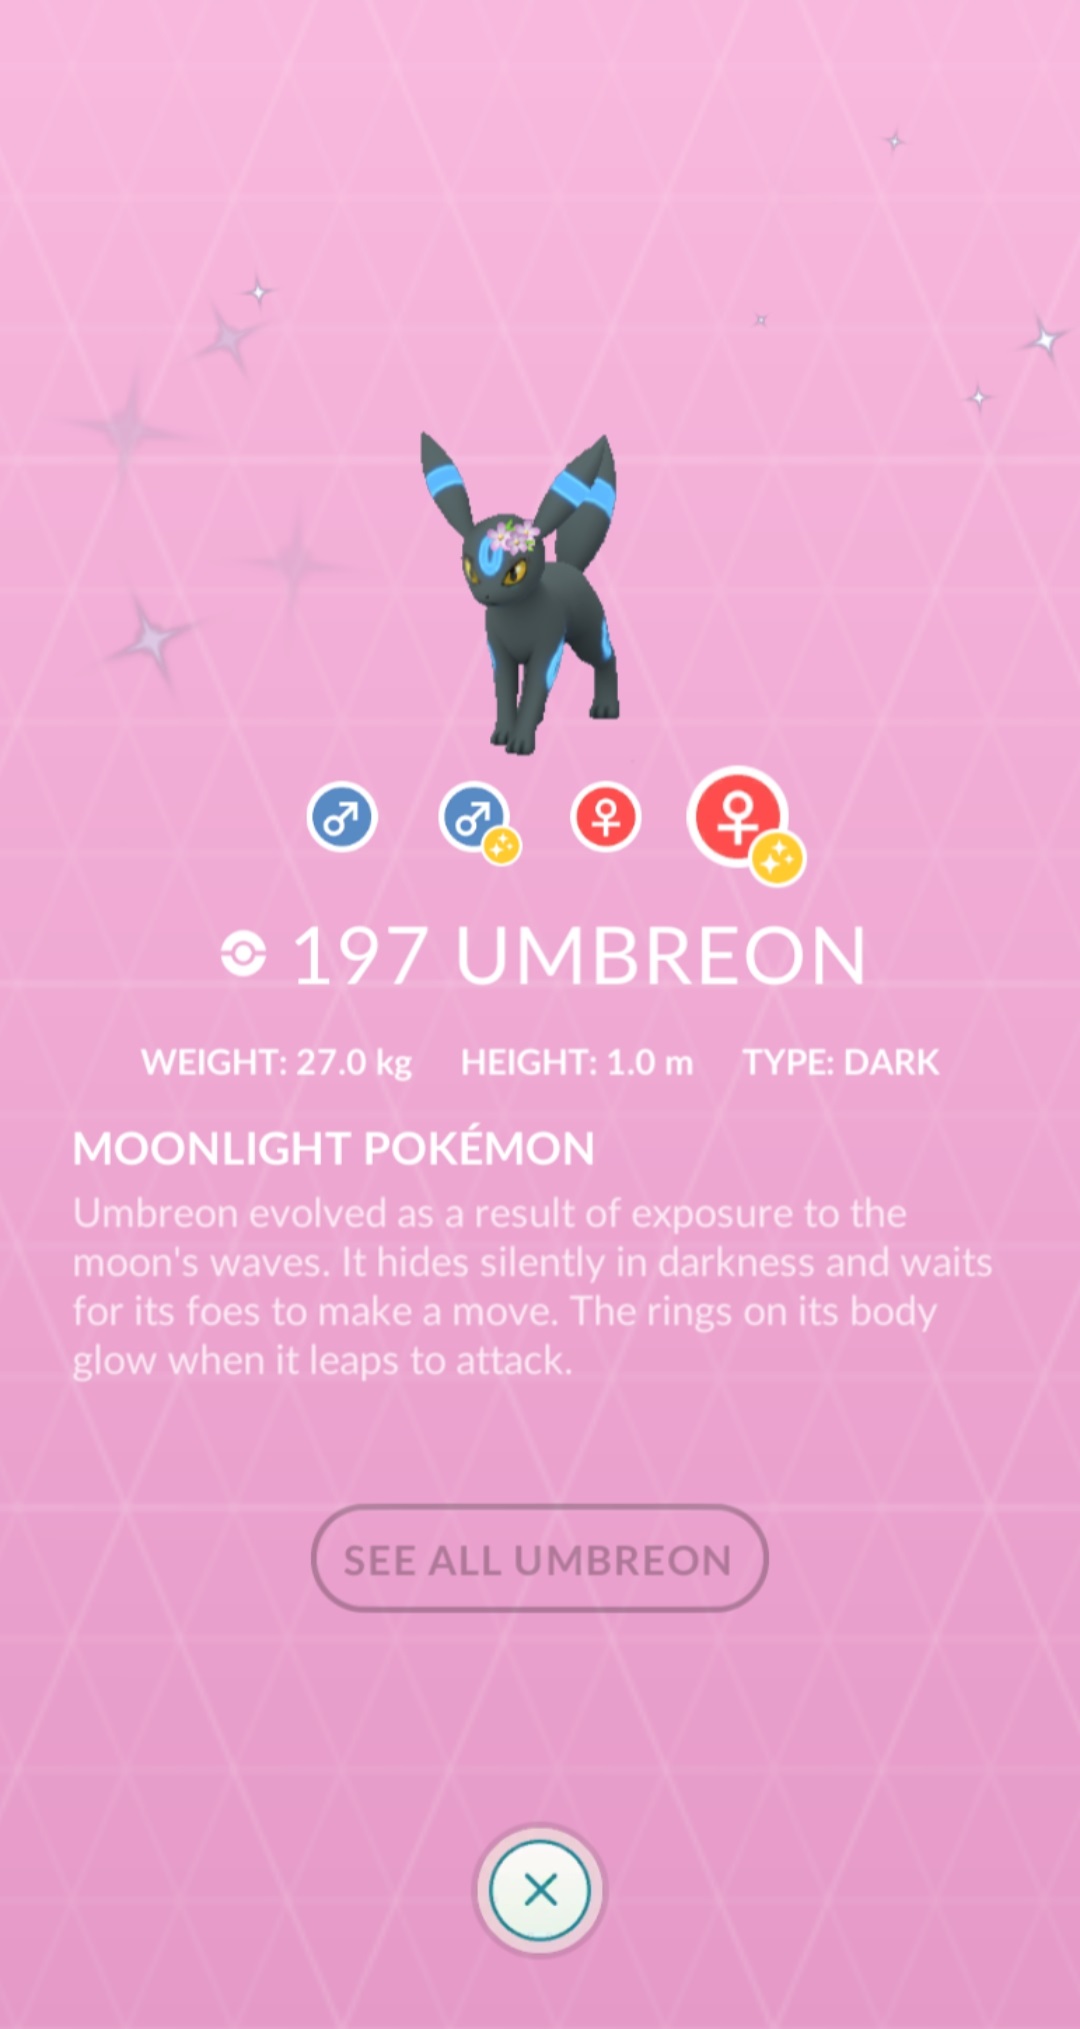 197 UMBREON
WEIGHT: 27.0 kg HEIGHT: 1.0 m TYPE: DARK
MOONLIGHT POKÉMON
Umbreon evolved as a result of exposure to the
moon's waves. It hides silently in darkness and waits
for its foes to make a move. The rings on its body
glow when it leaps to attack.
SEE ALL UMBREON